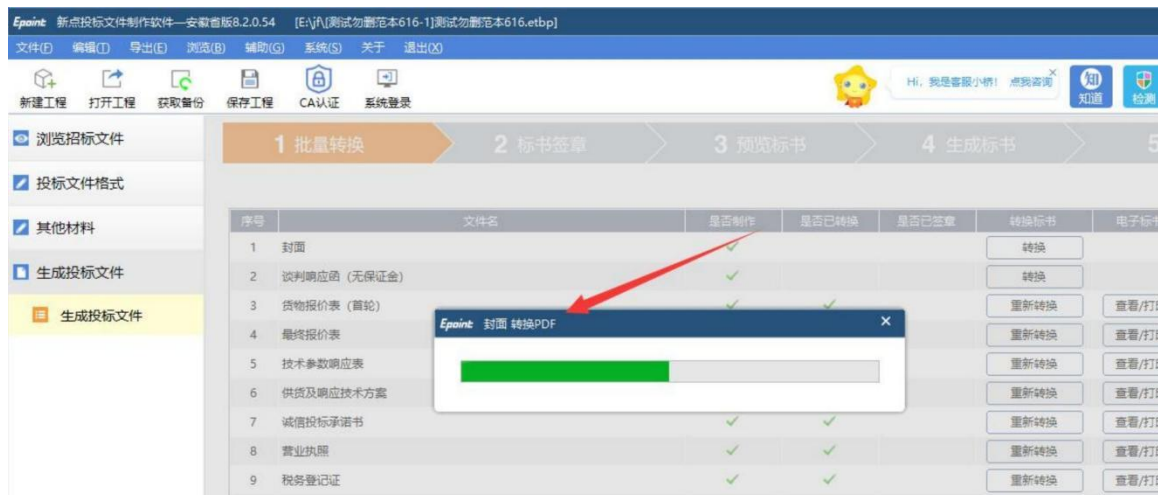 Epoint 新点投标文件制作软件—安徽省版8.2.0.54 [E:\jf\[测试勿删范本616-1]测试勿删范本616.etbp]
文件(F) 编辑(T) 导出(E) 浏览(B) 辅助(G) 系统(S) 关于 退出(X)
新建工程 打开工程 获取备份 保存工程 CA认证 系统登录 Hi，我是客服小桥！点我咨询 知 知道 检测
浏览招标文件
投标文件格式
其他材料
生成投标文件
生成投标文件
1 批量转换 2 标书签章 3 预览标书 4 生成标书 5
序号 文件名 是否制作 是否已转换 是否已签章 转换标书 电子标书
1 封面 转换
2 谈判响应函（无保证金） 转换
3 货物报价表（首轮） 重新转换 查看/打
4 最终报价表 重新转换 查看/打
5 技术参数响应表 重新转换 查看/打
6 供货及响应技术方案 重新转换 查看/打
7 诚信投标承诺书 重新转换 查看/打
8 营业执照 重新转换 查看/打
9 税务登记证 重新转换 查看/打
Epoint 封面 转换PDF